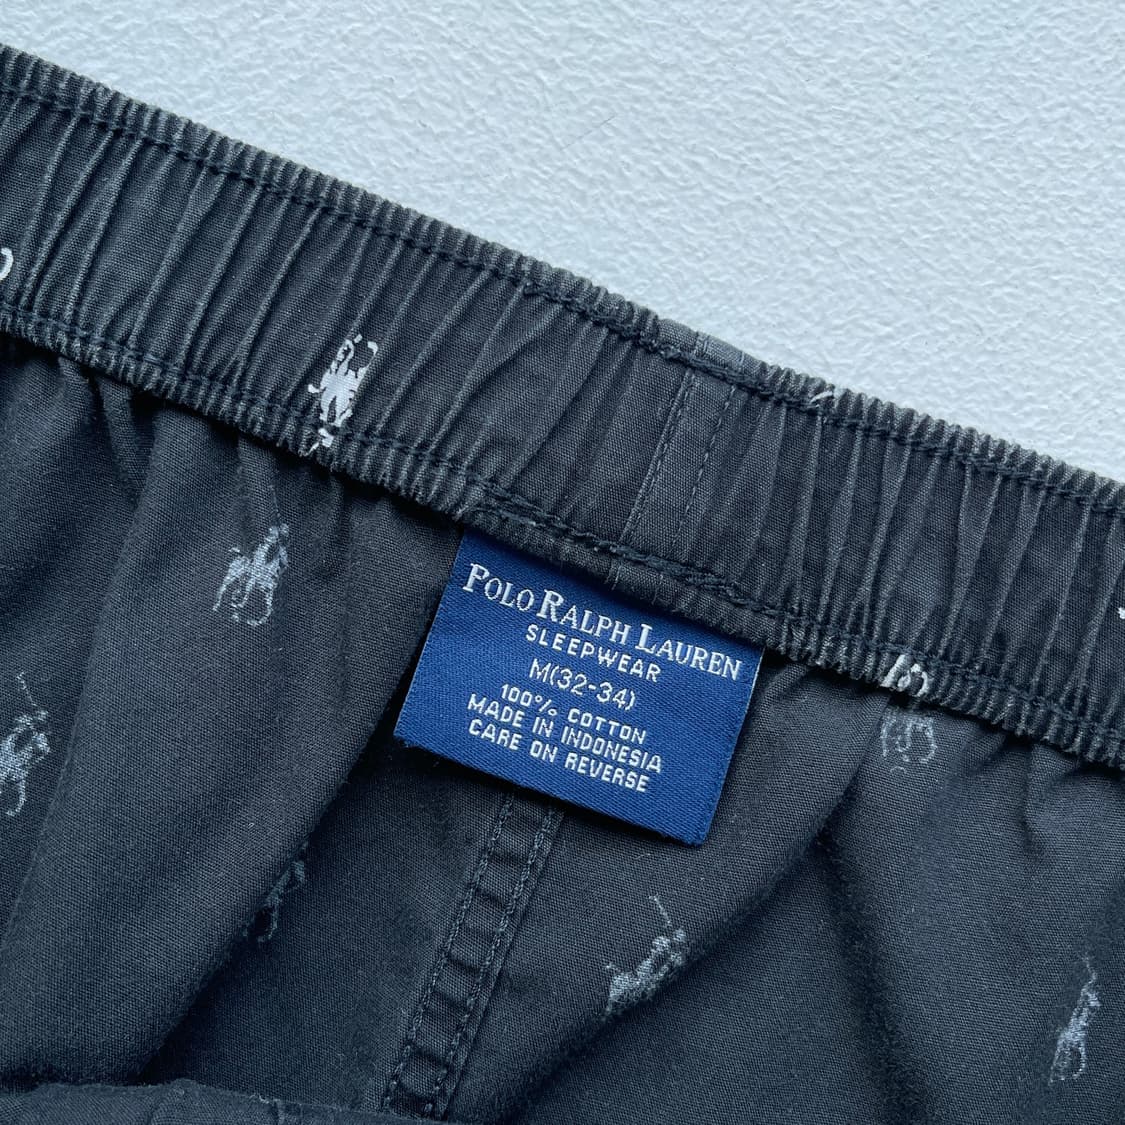 POLO RALPH LAUREN
SLEEPWEAR
M(32-34)
100% COTTON
MADE IN INDONESIA
CARE ON REVERSE